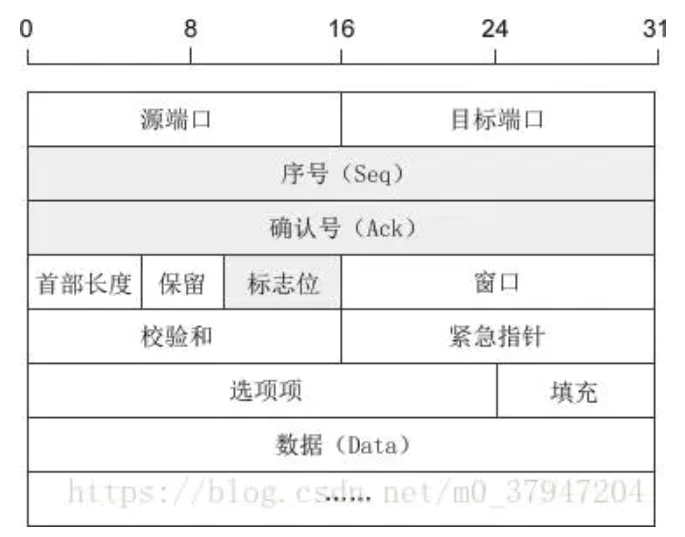 0 8 16 24 31
源端口 目标端口
序号（Seq）
确认号（Ack）
首部长度 保留 标志位 窗口
校验和 紧急指针
选项项 填充
数据（Data）
……
https://blog.csdn.net/m0_37947204